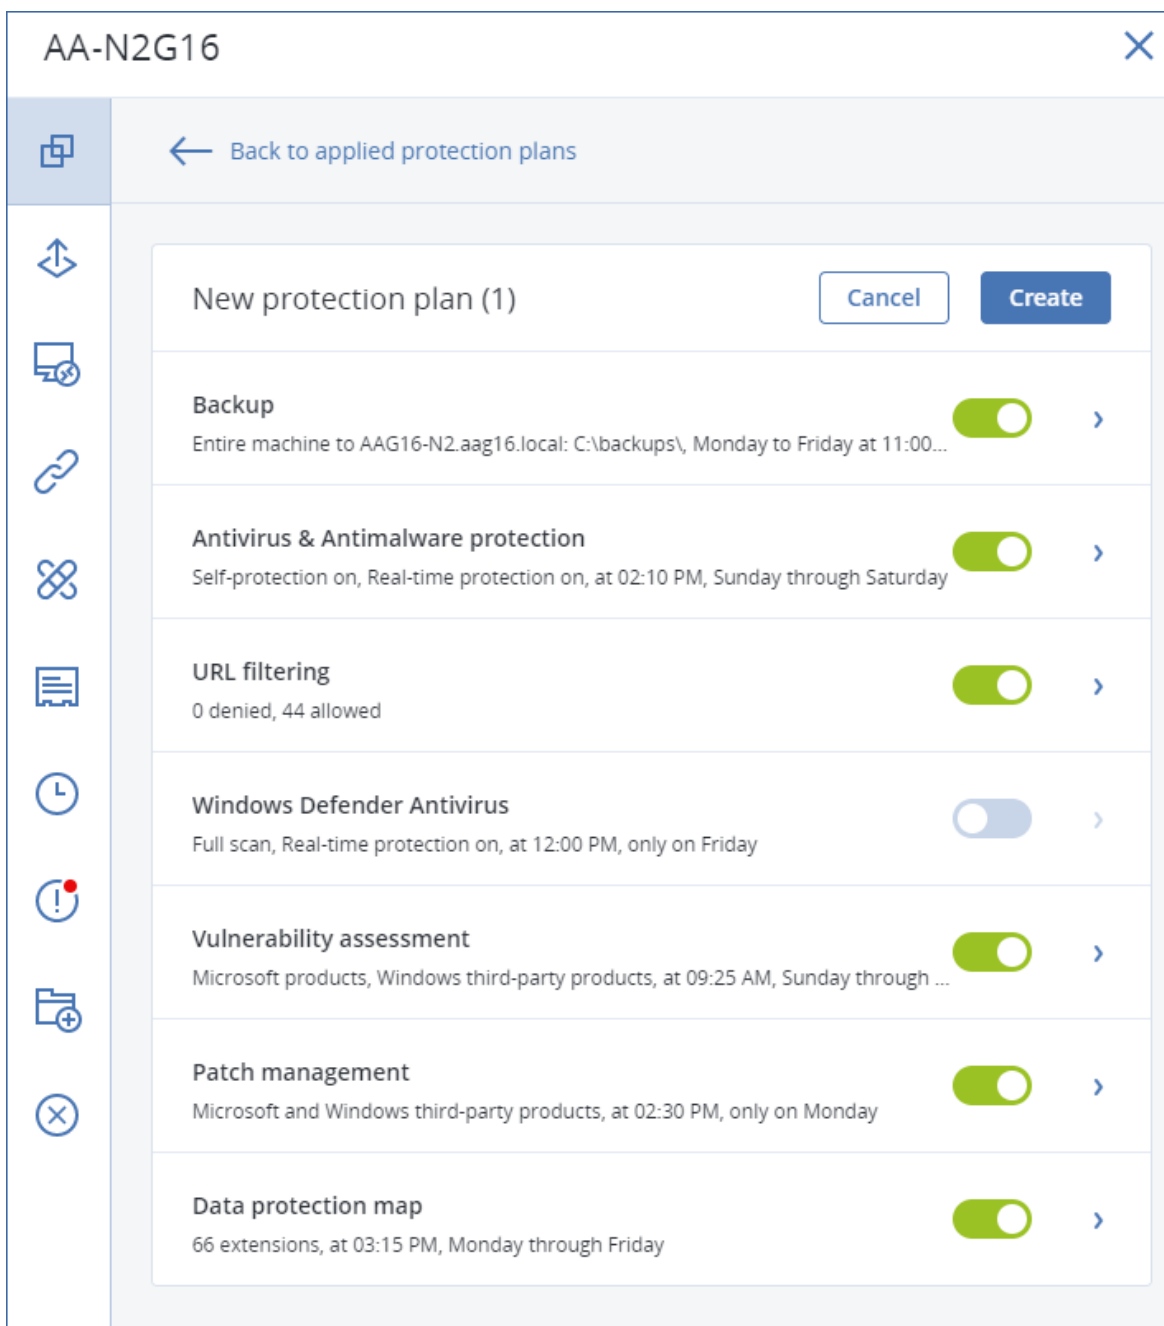 AA-N2G16
Back to applied protection plans
New protection plan (1)
Cancel
Create
Backup
Entire machine to AAG16-N2.aag16.local: C:\backups\, Monday to Friday at 11:00...
Antivirus & Antimalware protection
Self-protection on, Real-time protection on, at 02:10 PM, Sunday through Saturday
URL filtering
0 denied, 44 allowed
Windows Defender Antivirus
Full scan, Real-time protection on, at 12:00 PM, only on Friday
Vulnerability assessment
Microsoft products, Windows third-party products, at 09:25 AM, Sunday through ...
Patch management
Microsoft and Windows third-party products, at 02:30 PM, only on Monday
Data protection map
66 extensions, at 03:15 PM, Monday through Friday